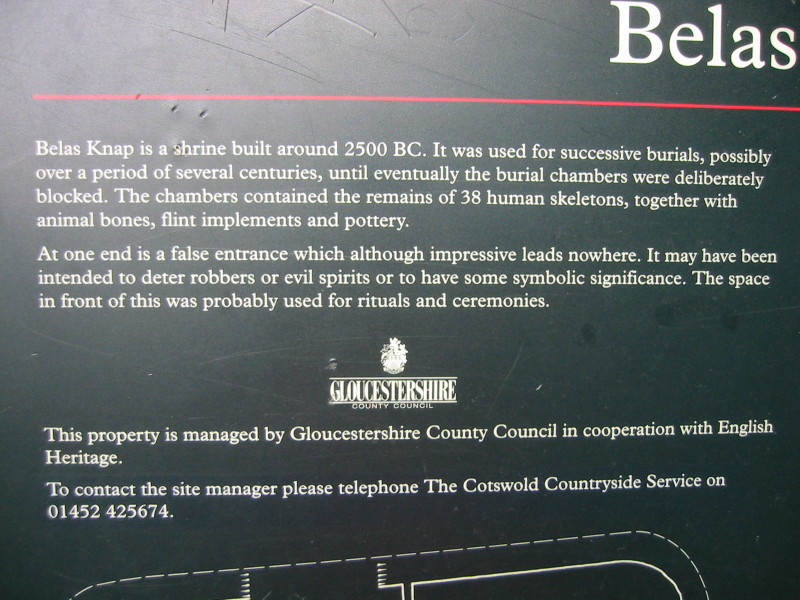 Belas
Belas Knap is a shrine built around 2500 BC. It was used for successive burials, possibly
over a period of several centuries, until eventually the burial chambers were deliberately
blocked. The chambers contained the remains of 38 human skeletons, together with
animal bones, flint implements and pottery.
At one end is a false entrance which although impressive leads nowhere. It may have been
intended to deter robbers or evil spirits or to have some symbolic significance. The space
in front of this was probably used for rituals and ceremonies.
GLOUCESTERSHIRE
COUNTY COUNCIL
This property is managed by Gloucestershire County Council in cooperation with English
Heritage.
To contact the site manager please telephone The Cotswold Countryside Service on
01452 425674.